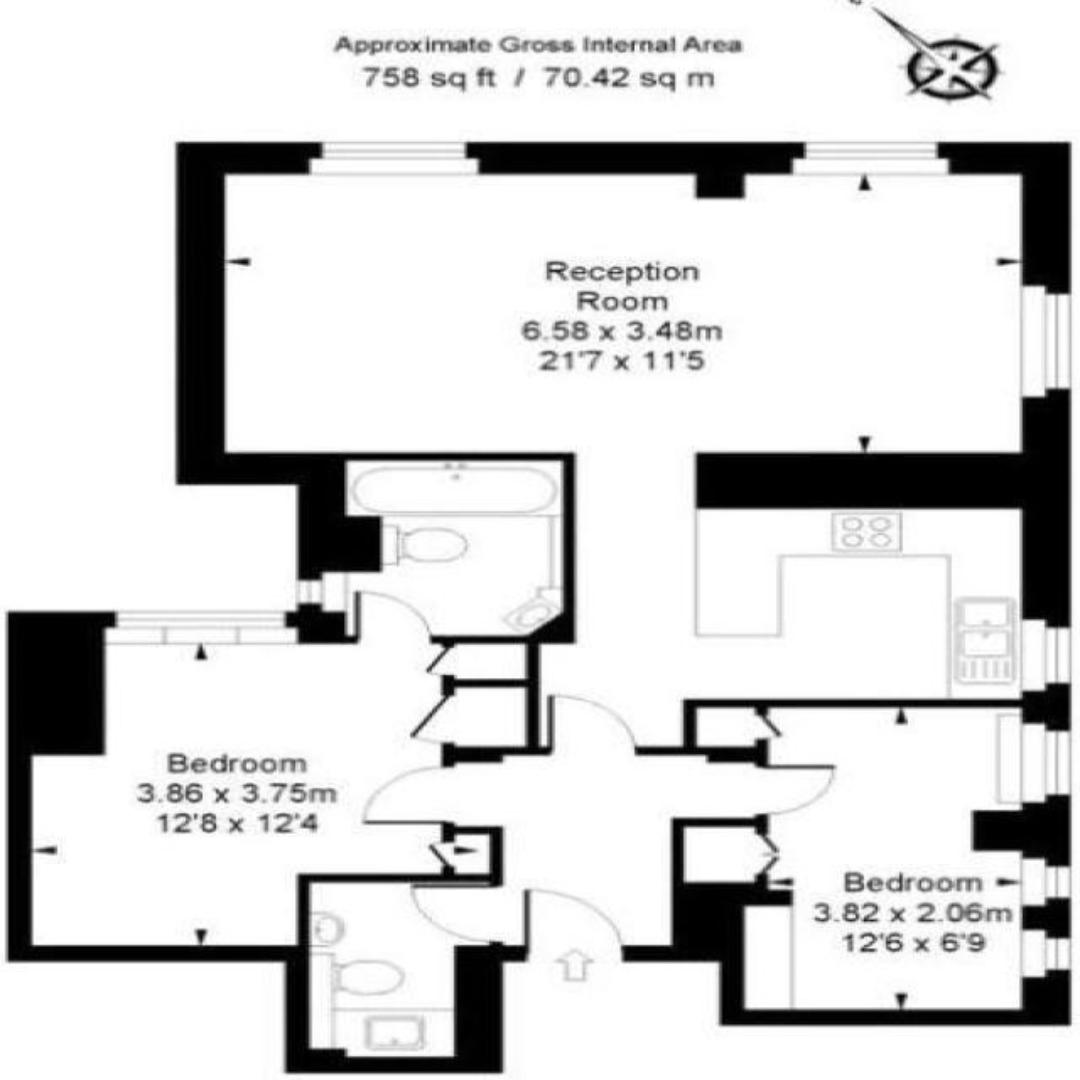 Approximate Gross Internal Area
758 sq ft / 70.42 sq m
Reception
Room
6.58 x 3.48m
21'7 x 11'5
Bedroom
3.86 x 3.75m
12'8 x 12'4
Bedroom
3.82 x 2.06m
12'6 x 6'9